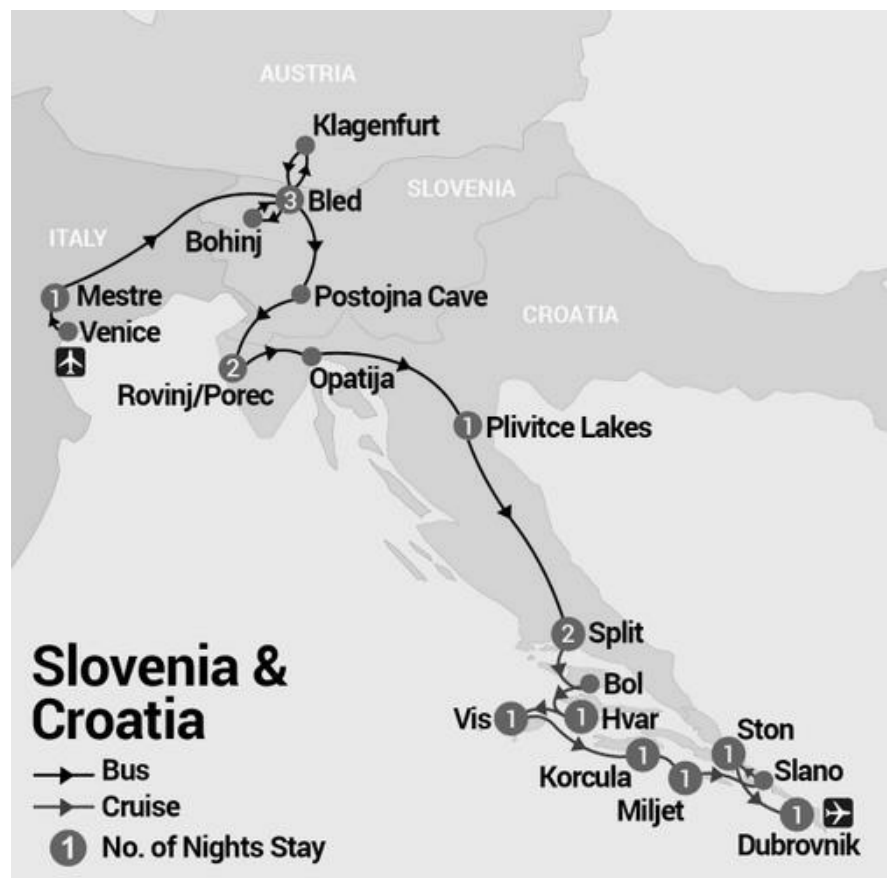 AUSTRIA
Klagenfurt
SLOVENIA
3 Bled
Bohinj
ITALY
1 Mestre
Postojna Cave
CROATIA
Venice
2
Opatija
Rovinj/Porec
1 Plivitce Lakes
2 Split
Slovenia &
Croatia
Bol
Vis 1
1 Hvar
Ston
1
Korcula 1
Slano
Miljet 1
1
Dubrovnik
Bus
Cruise
1 No. of Nights Stay